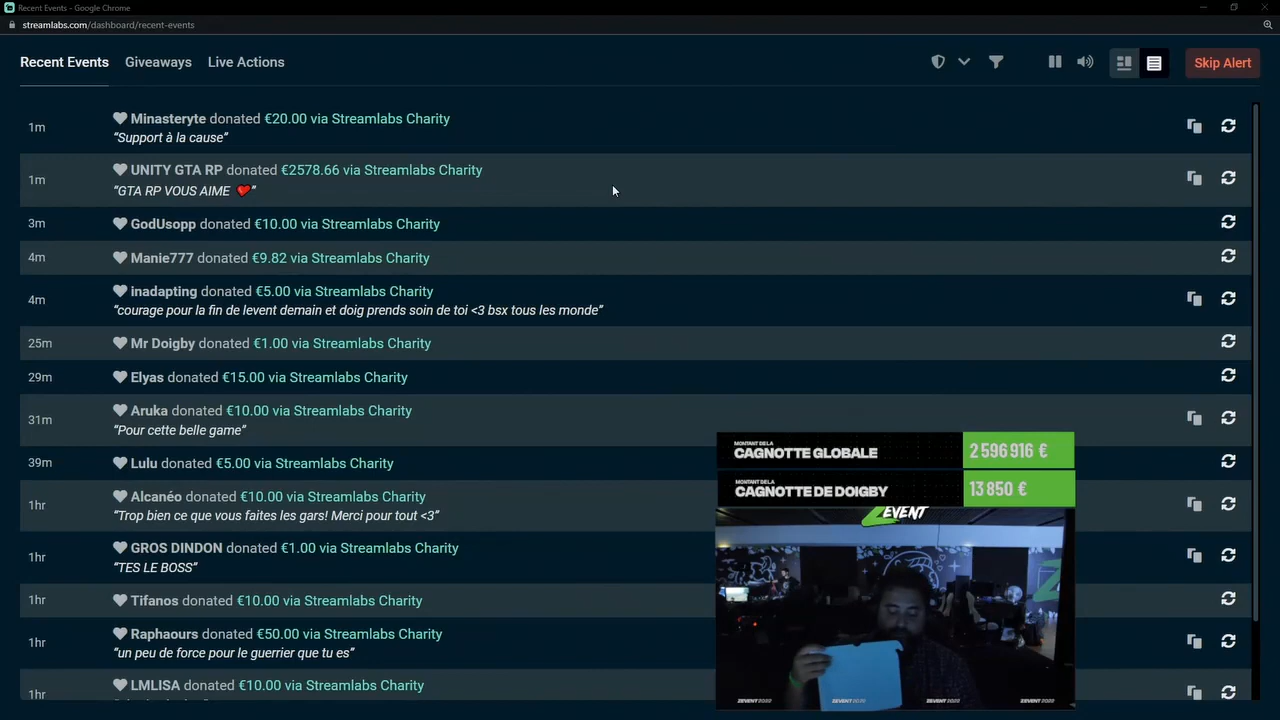 Recent Events - Google Chrome
streamlabs.com/dashboard/recent-events
Recent Events Giveaways Live Actions Skip Alert
1m Minasteryte donated €20.00 via Streamlabs Charity
“Support à la cause”
1m UNITY GTA RP donated €2578.66 via Streamlabs Charity
“GTA RP VOUS AIME ❤️”
3m GodUsopp donated €10.00 via Streamlabs Charity
4m Manie777 donated €9.82 via Streamlabs Charity
4m inadapting donated €5.00 via Streamlabs Charity
“courage pour la fin de levent demain et doig prends soin de toi <3 bsx tous les monde”
25m Mr Doigby donated €1.00 via Streamlabs Charity
29m Elyas donated €15.00 via Streamlabs Charity
31m Aruka donated €10.00 via Streamlabs Charity
“Pour cette belle game”
39m Lulu donated €5.00 via Streamlabs Charity
1hr Alcanéo donated €10.00 via Streamlabs Charity
“Trop bien ce que vous faites les gars! Merci pour tout <3”
1hr GROS DINDON donated €1.00 via Streamlabs Charity
“TES LE BOSS”
1hr Tifanos donated €10.00 via Streamlabs Charity
1hr Raphaours donated €50.00 via Streamlabs Charity
“un peu de force pour le guerrier que tu es”
1hr LMLISA donated €10.00 via Streamlabs Charity
MONTANT DE LA
CAGNOTTE GLOBALE 2 596 916 €
MONTANT DE LA
CAGNOTTE DE DOIGBY 13 850 €
ZEVENT
ZEVENT 2022 ZEVENT 2022 ZEVENT 2022 ZEVENT 2022